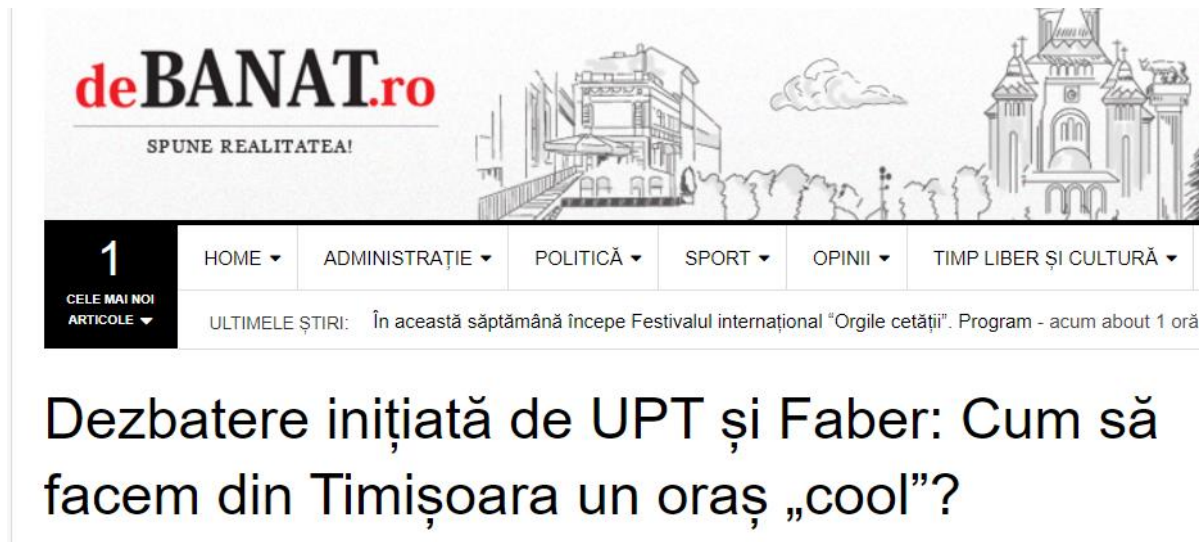 deBANAT.ro
SPUNE REALITATEA!
1
CELE MAI NOI
ARTICOLE
HOME ADMINISTRAȚIE POLITICĂ SPORT OPINII TIMP LIBER ȘI CULTURĂ
ULTIMELE ȘTIRI: În această săptămână începe Festivalul internațional “Orgile cetății”. Program - acum about 1 oră
Dezbatere inițiată de UPT și Faber: Cum să
facem din Timișoara un oraș „cool”?